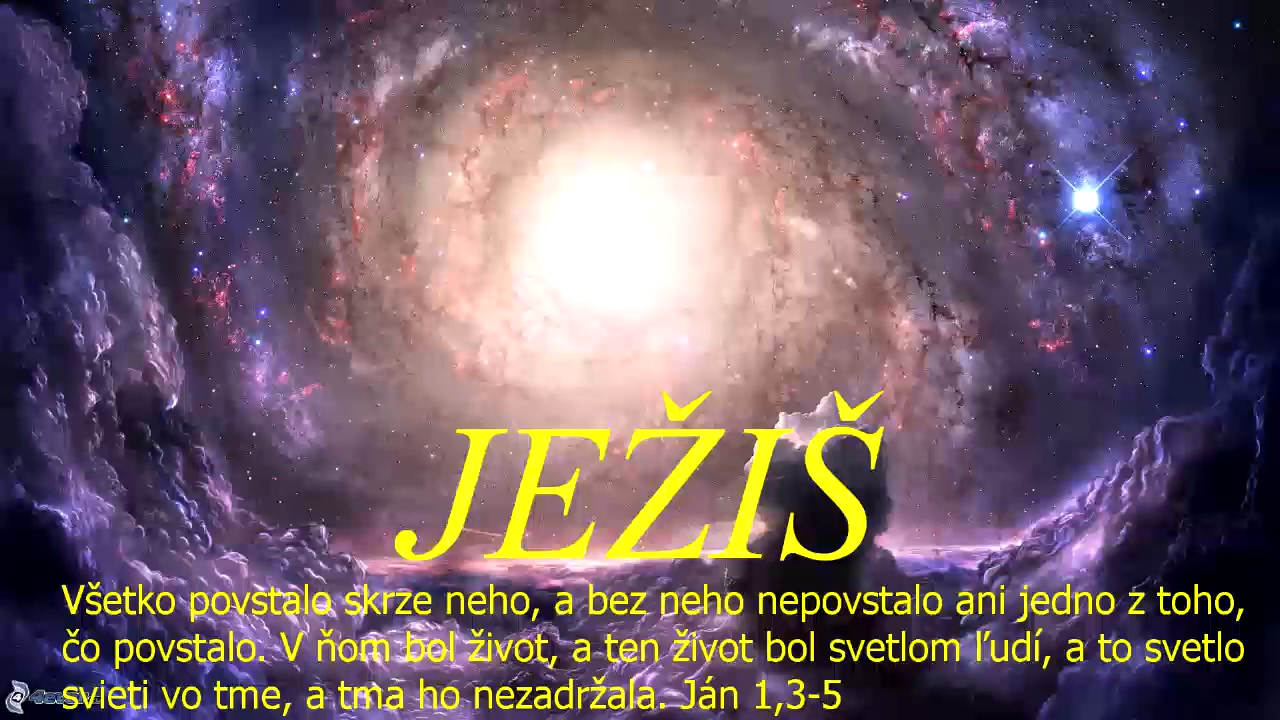 JEŽIŠ
Všetko povstalo skrze neho, a bez neho nepovstalo ani jedno z toho,
čo povstalo. V ňom bol život, a ten život bol svetlom ľudí, a to svetlo
svieti vo tme, a tma ho nezadržala. Ján 1,3-5